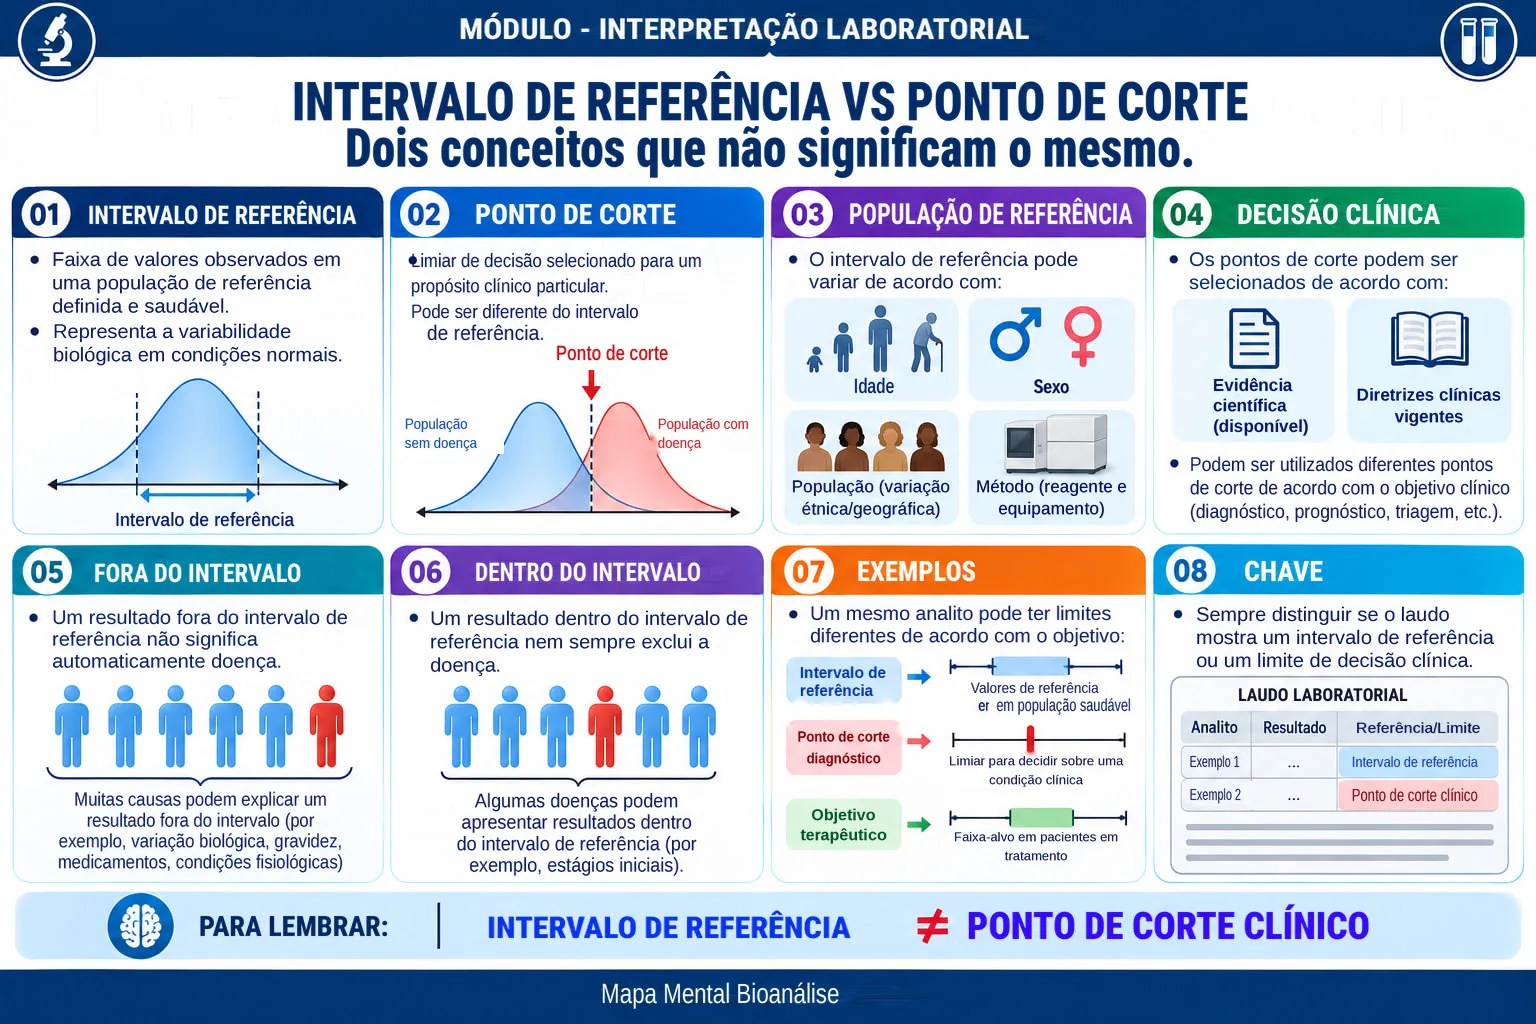 MÓDULO - INTERPRETAÇÃO LABORATORIAL
INTERVALO DE REFERÊNCIA VS PONTO DE CORTE
Dois conceitos que não significam o mesmo.
01 INTERVALO DE REFERÊNCIA
• Faixa de valores observados em
uma população de referência
definida e saudável.
• Representa a variabilidade
biológica em condições normais.
Intervalo de referência
02 PONTO DE CORTE
• Limiar de decisão selecionado para um
propósito clínico particular.
Pode ser diferente do intervalo
de referência.
Ponto de corte
População
sem doença
População com
doença
03 POPULAÇÃO DE REFERÊNCIA
• O intervalo de referência pode
variar de acordo com:
Idade
Sexo
População (variação
étnica/geográfica)
Método (reagente e
equipamento)
04 DECISÃO CLÍNICA
• Os pontos de corte podem ser
selecionados de acordo com:
Evidência
científica
(disponível)
Diretrizes clínicas
vigentes
• Podem ser utilizados diferentes pontos
de corte de acordo com o objetivo clínico
(diagnóstico, prognóstico, triagem, etc.).
05 FORA DO INTERVALO
• Um resultado fora do intervalo de
referência não significa
automaticamente doença.
Muitas causas podem explicar um
resultado fora do intervalo (por
exemplo, variação biológica, gravidez,
medicamentos, condições fisiológicas)
06 DENTRO DO INTERVALO
• Um resultado dentro do intervalo de
referência nem sempre exclui a
doença.
Algumas doenças podem
apresentar resultados dentro
do intervalo de referência (por
exemplo, estágios iniciais).
07 EXEMPLOS
• Um mesmo analito pode ter limites
diferentes de acordo com o objetivo:
Intervalo de
referência
Valores de referência
er em população saudável
Ponto de corte
diagnóstico
Limiar para decidir sobre uma
condição clínica
Objetivo
terapêutico
Faixa-alvo em pacientes em
tratamento
08 CHAVE
• Sempre distinguir se o laudo
mostra um intervalo de referência
ou um limite de decisão clínica.
LAUDO LABORATORIAL
Analito Resultado Referência/Limite
Exemplo 1 ... Intervalo de referência
Exemplo 2 ... Ponto de corte clínico
PARA LEMBRAR: INTERVALO DE REFERÊNCIA ≠ PONTO DE CORTE CLÍNICO
Mapa Mental Bioanálise